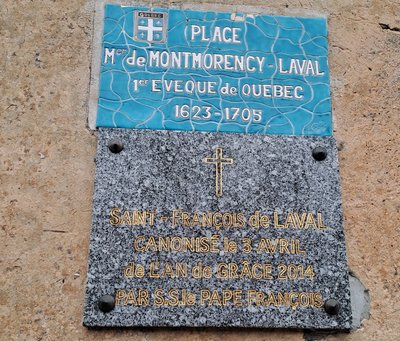 QUEBEC
PLACE
Mgr de MONTMORENCY-LAVAL
1er EVEQUE de QUEBEC
1623-1705
SAINT-FRANÇOIS de LAVAL
CANONISÉ le 3 AVRIL
de L'AN de GRÂCE 2014
PAR S.S. le PAPE FRANÇOIS